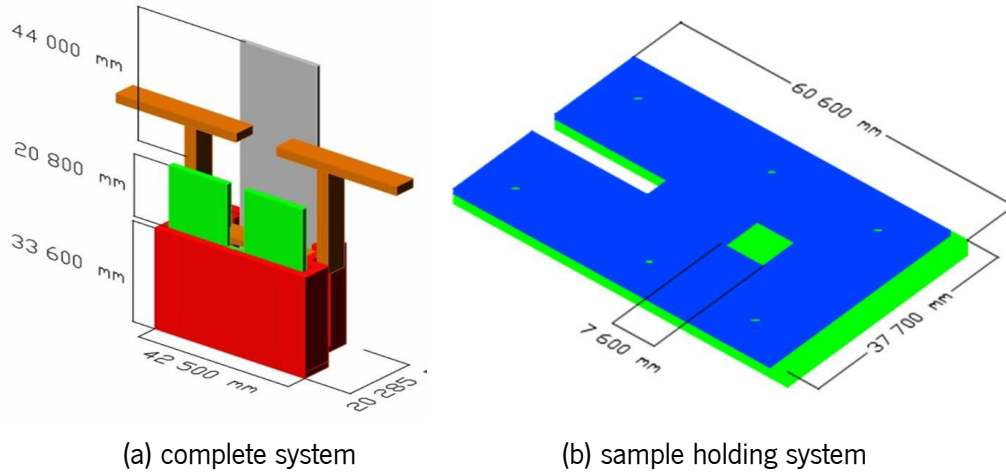 44 000 mm
20 800 mm
33 600 mm
42 500 mm
20 285
60 600 mm
37 700 mm
7 600 mm
(a) complete system
(b) sample holding system